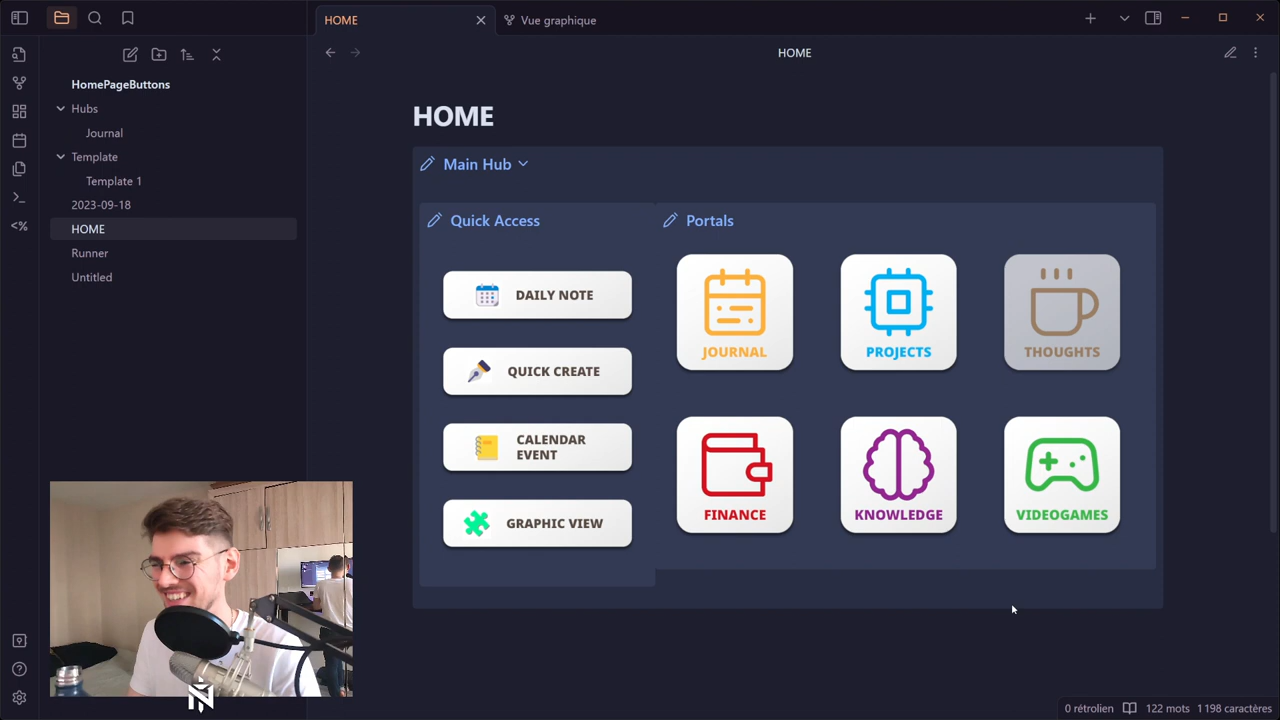 HOME
Vue graphique
HOME
HomePageButtons
Hubs
Journal
Template
Template 1
2023-09-18
HOME
Runner
Untitled
<%
HOME
Main Hub
Quick Access
DAILY NOTE
QUICK CREATE
CALENDAR
EVENT
GRAPHIC VIEW
Portals
JOURNAL
PROJECTS
THOUGHTS
FINANCE
KNOWLEDGE
VIDEOGAMES
0 rétrolien
122 mots
1 198 caractères